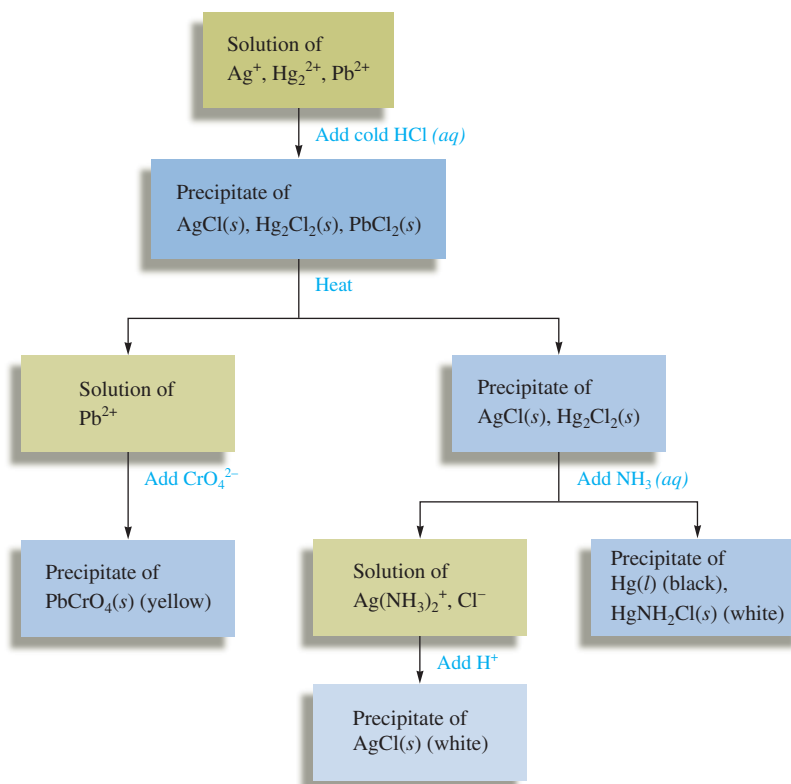 Solution of
Ag⁺, Hg₂²⁺, Pb²⁺
Add cold HCl (aq)
Precipitate of
AgCl(s), Hg₂Cl₂(s), PbCl₂(s)
Heat
Solution of
Pb²⁺
Precipitate of
AgCl(s), Hg₂Cl₂(s)
Add CrO₄²⁻
Add NH₃ (aq)
Precipitate of
PbCrO₄(s) (yellow)
Solution of
Ag(NH₃)₂⁺, Cl⁻
Precipitate of
Hg(l) (black),
HgNH₂Cl(s) (white)
Add H⁺
Precipitate of
AgCl(s) (white)